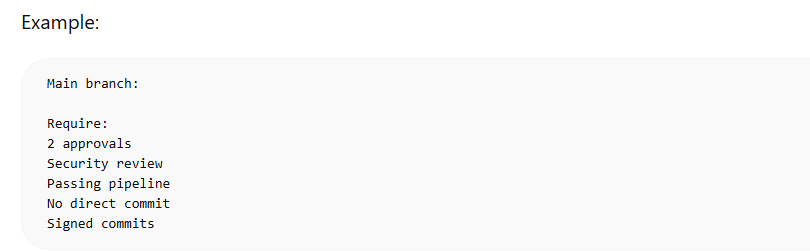 Example:
Main branch:
Require:
2 approvals
Security review
Passing pipeline
No direct commit
Signed commits